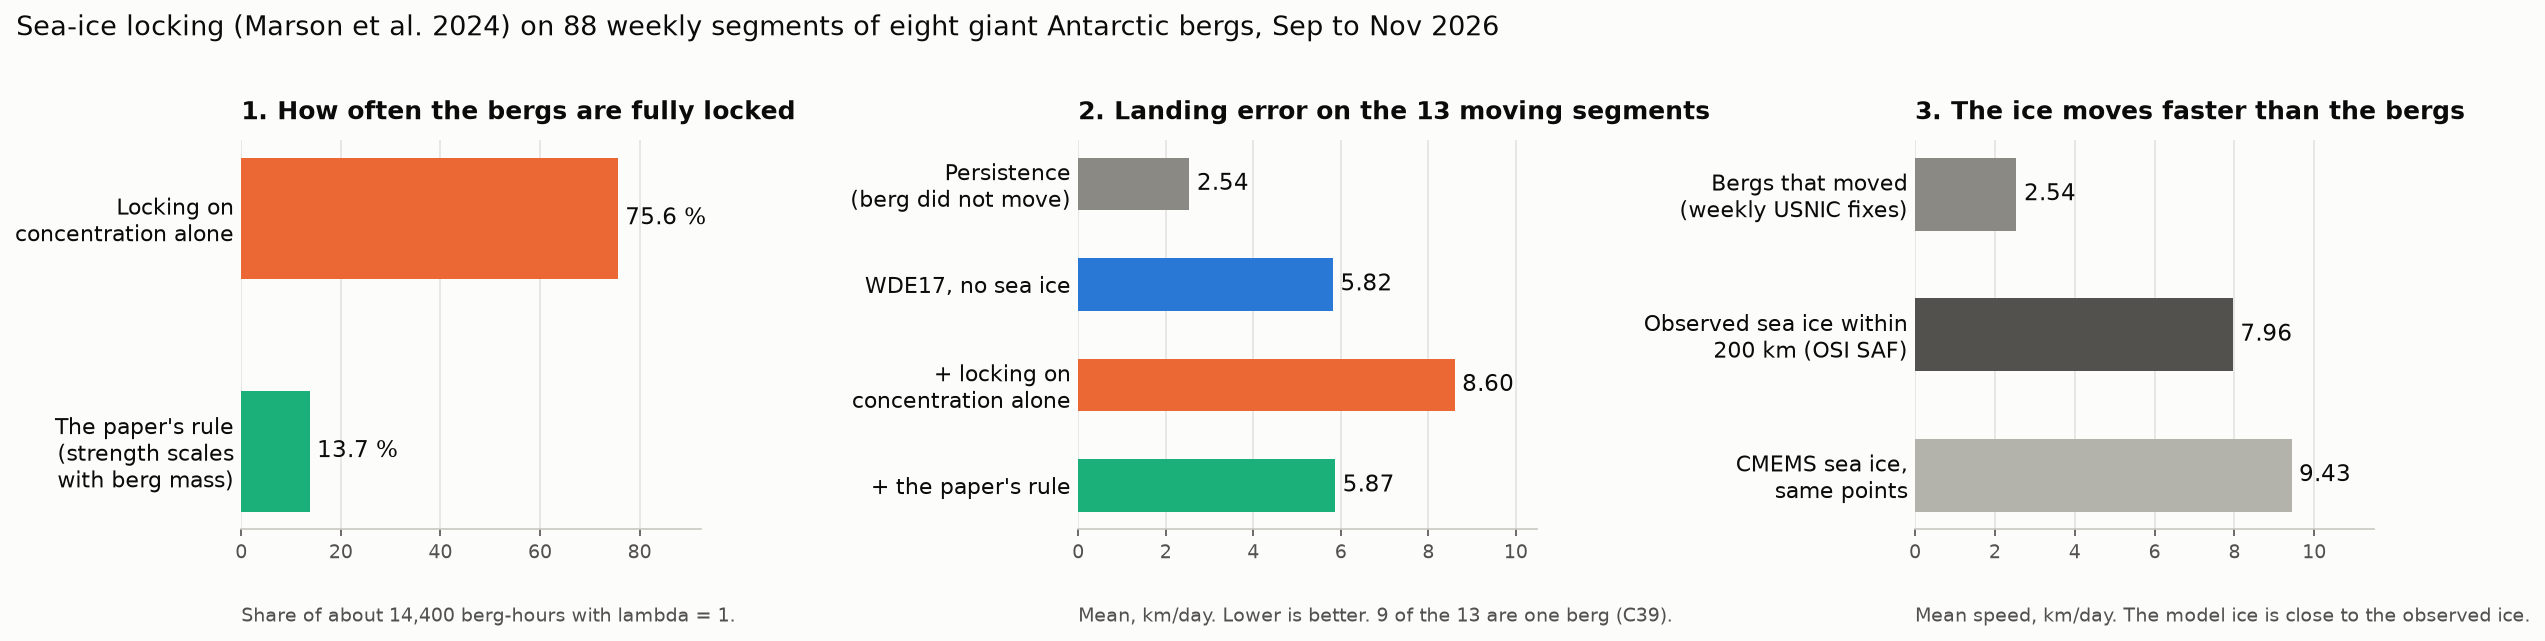 Sea-ice locking (Marson et al. 2024) on 88 weekly segments of eight giant Antarctic bergs, Sep to Nov 2026
1. How often the bergs are fully locked
Locking on
concentration alone
75.6 %
The paper's rule
(strength scales
with berg mass)
13.7 %
0 20 40 60 80
Share of about 14,400 berg-hours with lambda = 1.
2. Landing error on the 13 moving segments
Persistence
(berg did not move)
2.54
WDE17, no sea ice
5.82
+ locking on
concentration alone
8.60
+ the paper's rule
5.87
0 2 4 6 8 10
Mean, km/day. Lower is better. 9 of the 13 are one berg (C39).
3. The ice moves faster than the bergs
Bergs that moved
(weekly USNIC fixes)
2.54
Observed sea ice within
200 km (OSI SAF)
7.96
CMEMS sea ice,
same points
9.43
0 2 4 6 8 10
Mean speed, km/day. The model ice is close to the observed ice.